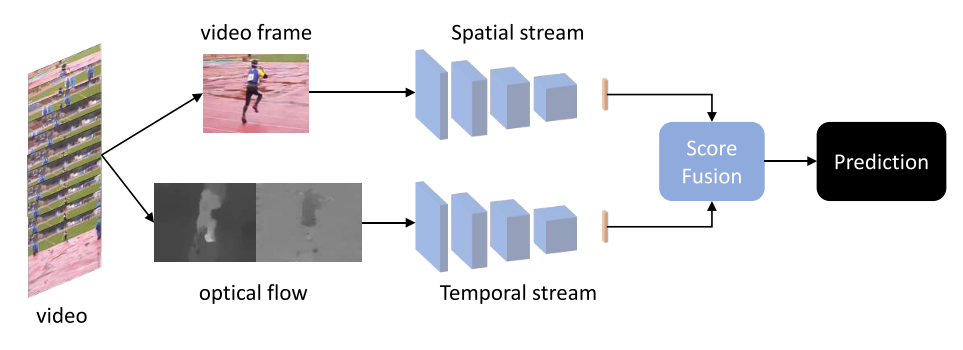 video frame
Spatial stream
Score
Fusion
Prediction
optical flow
Temporal stream
video